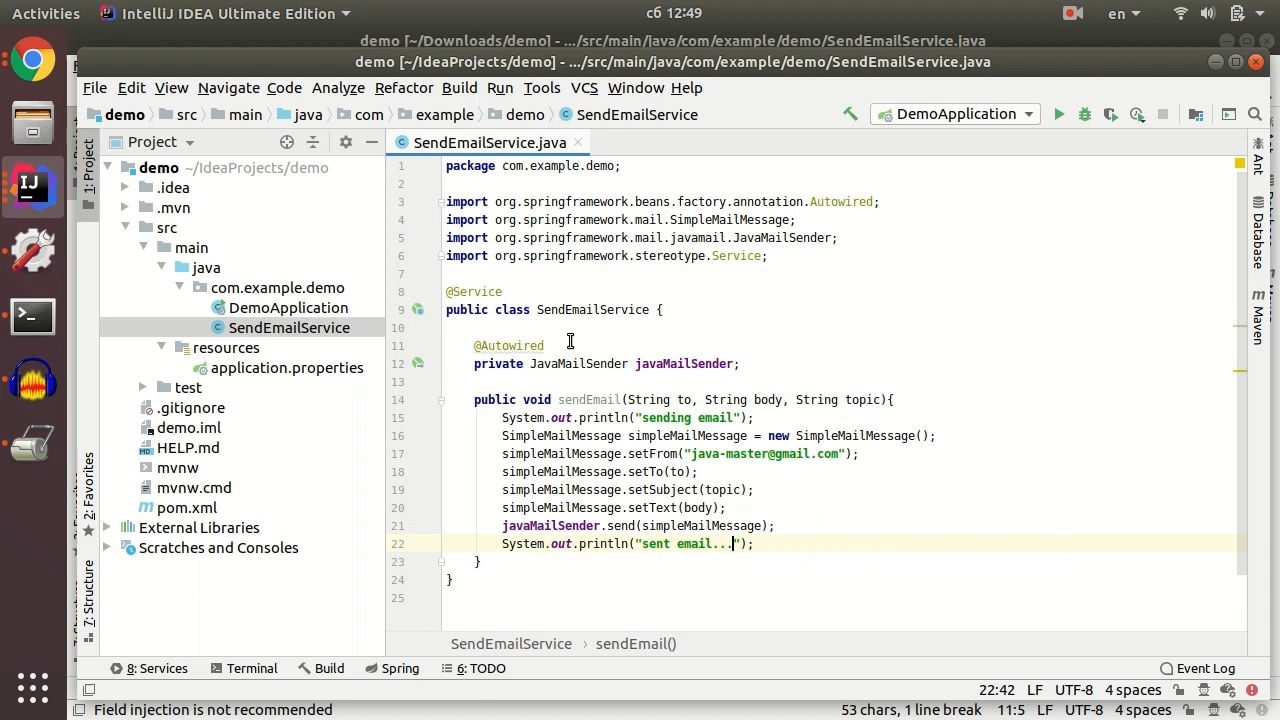 Activities
IntelliJ IDEA Ultimate Edition
сб 12:49
en
demo [~/Downloads/demo] - .../src/main/java/com/example/demo/SendEmailService.java
demo [~/IdeaProjects/demo] - .../src/main/java/com/example/demo/SendEmailService.java
File Edit View Navigate Code Analyze Refactor Build Run Tools VCS Window Help
demo src main java com example demo SendEmailService
DemoApplication
Project
SendEmailService.java
1: Project
2: Favorites
7: Structure
demo ~/IdeaProjects/demo
.idea
.mvn
src
main
java
com.example.demo
DemoApplication
SendEmailService
resources
application.properties
test
.gitignore
demo.iml
HELP.md
mvnw
mvnw.cmd
pom.xml
External Libraries
Scratches and Consoles
1 package com.example.demo;
2
3 import org.springframework.beans.factory.annotation.Autowired;
4 import org.springframework.mail.SimpleMailMessage;
5 import org.springframework.mail.javamail.JavaMailSender;
6 import org.springframework.stereotype.Service;
7
8 @Service
9 public class SendEmailService {
10
11 @Autowired
12 private JavaMailSender javaMailSender;
13
14 public void sendEmail(String to, String body, String topic){
15 System.out.println("sending email");
16 SimpleMailMessage simpleMailMessage = new SimpleMailMessage();
17 simpleMailMessage.setFrom("java-master@gmail.com");
18 simpleMailMessage.setTo(to);
19 simpleMailMessage.setSubject(topic);
20 simpleMailMessage.setText(body);
21 javaMailSender.send(simpleMailMessage);
22 System.out.println("sent email...");
23 }
24 }
25
Ant
Database
Maven
SendEmailService › sendEmail()
8: Services Terminal Build Spring 6: TODO Event Log
22:42 LF UTF-8 4 spaces
Field injection is not recommended
53 chars, 1 line break 11:5 LF UTF-8 4 spaces